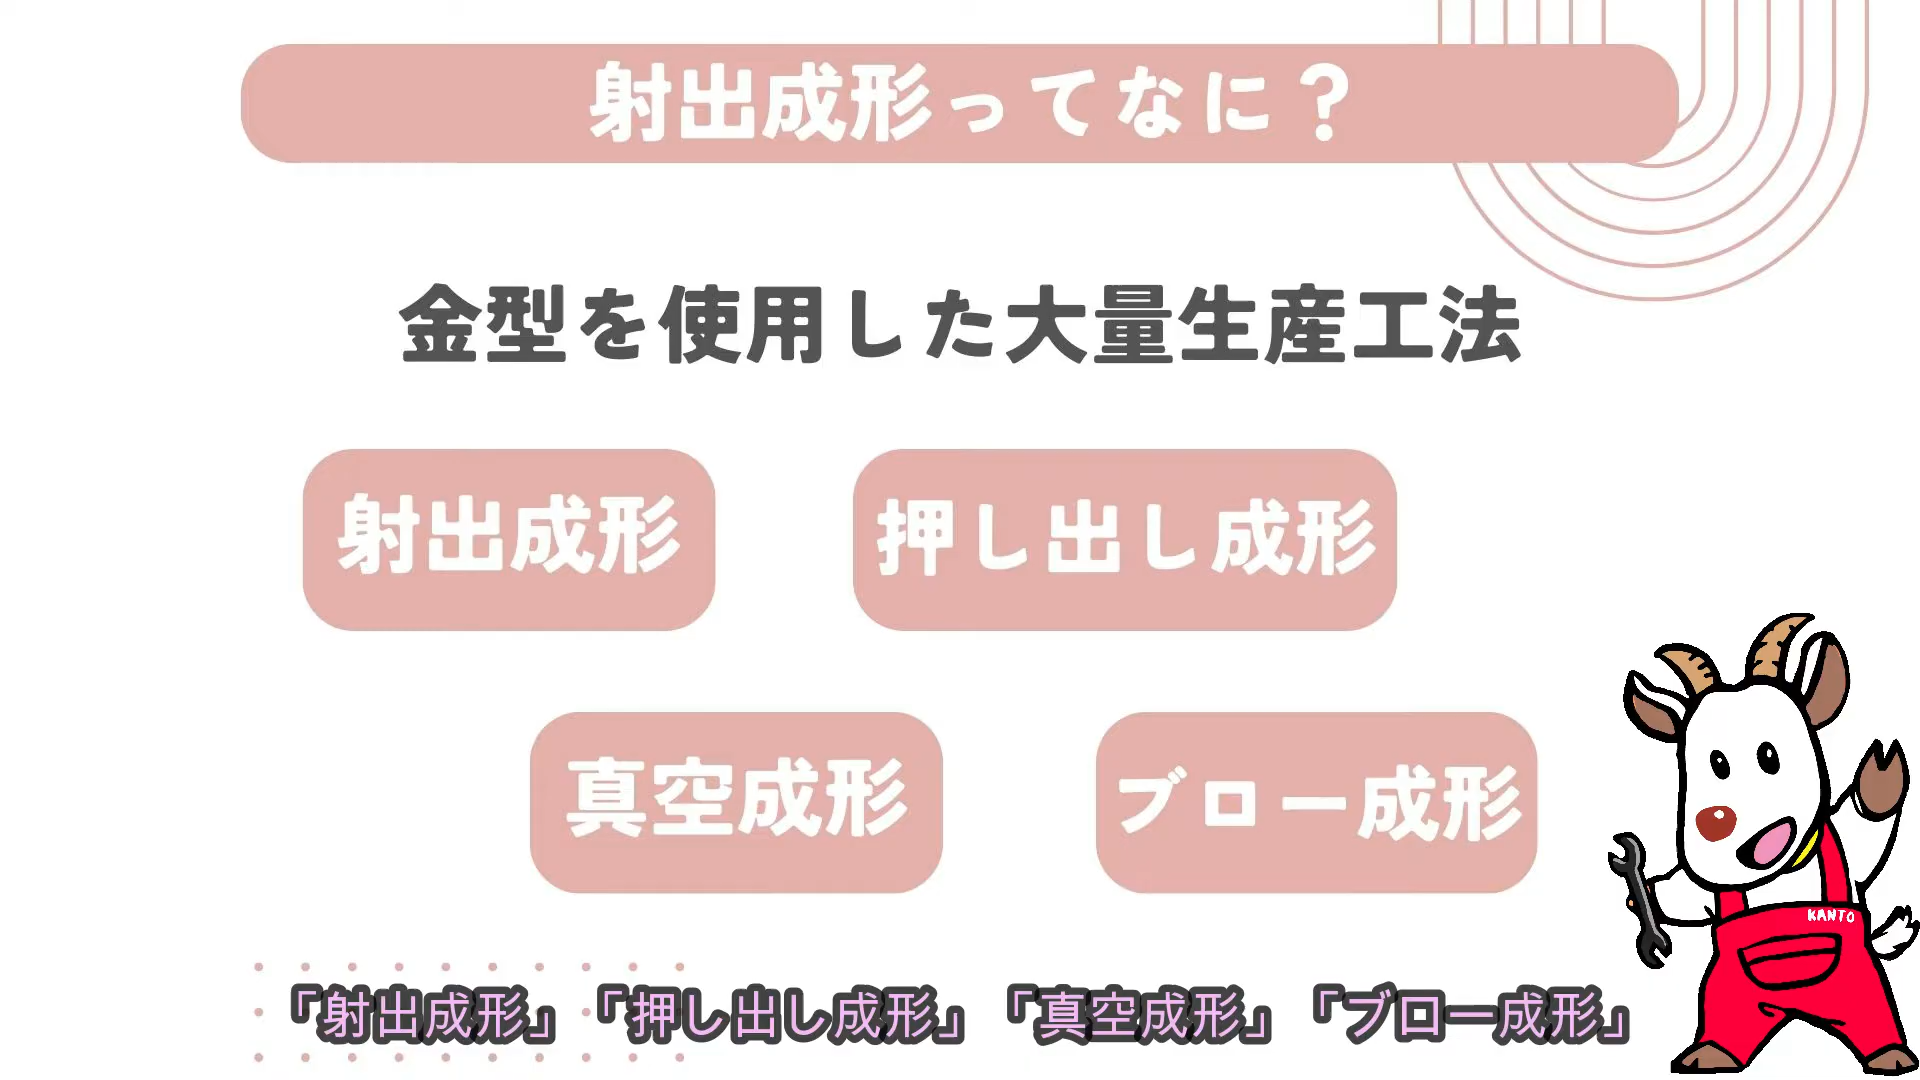 射出成形ってなに？
金型を使用した大量生産工法
射出成形
押し出し成形
真空成形
ブロー成形
KANTO
「射出成形」「押し出し成形」「真空成形」「ブロー成形」